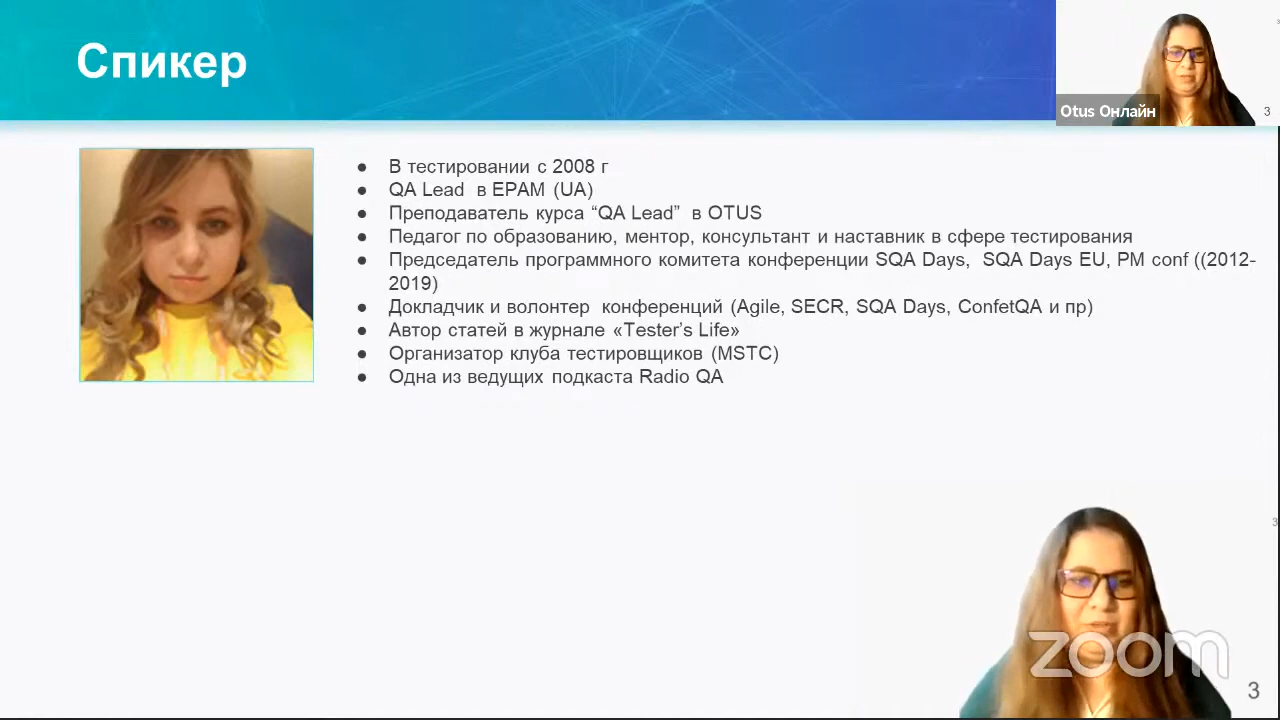 Спикер
Otus Онлайн
3
● В тестировании с 2008 г
● QA Lead в EPAM (UA)
● Преподаватель курса “QA Lead” в OTUS
● Педагог по образованию, ментор, консультант и наставник в сфере тестирования
● Председатель программного комитета конференции SQA Days, SQA Days EU, PM conf ((2012-
2019)
● Докладчик и волонтер конференций (Agile, SECR, SQA Days, ConfetQA и пр)
● Автор статей в журнале «Tester’s Life»
● Организатор клуба тестировщиков (MSTC)
● Одна из ведущих подкаста Radio QA
3
zoom
3